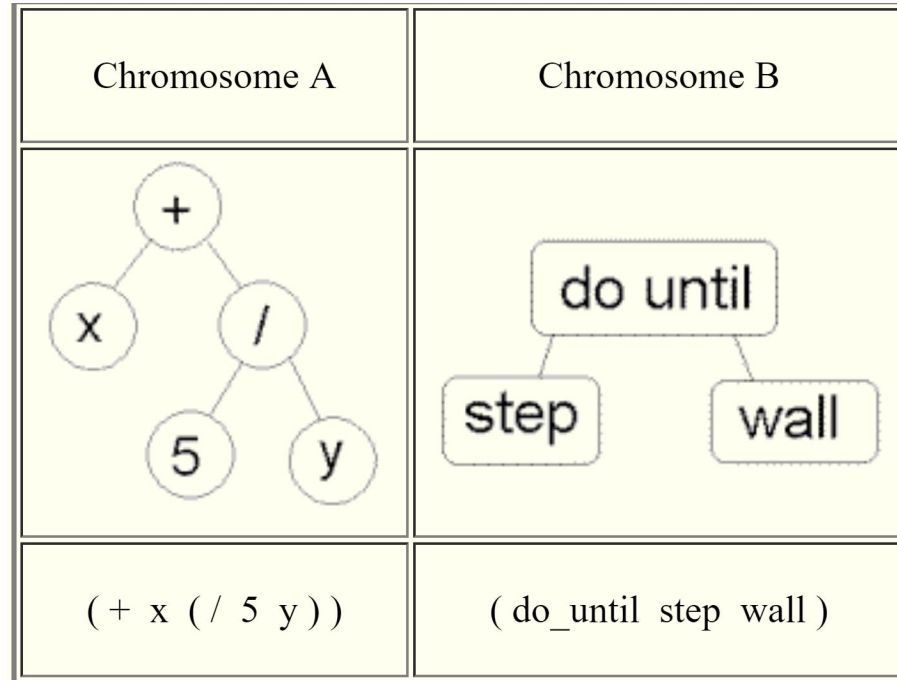 Chromosome A
Chromosome B
+
x
/
5
y
do until
step
wall
( + x ( / 5 y ) )
( do_until step wall )